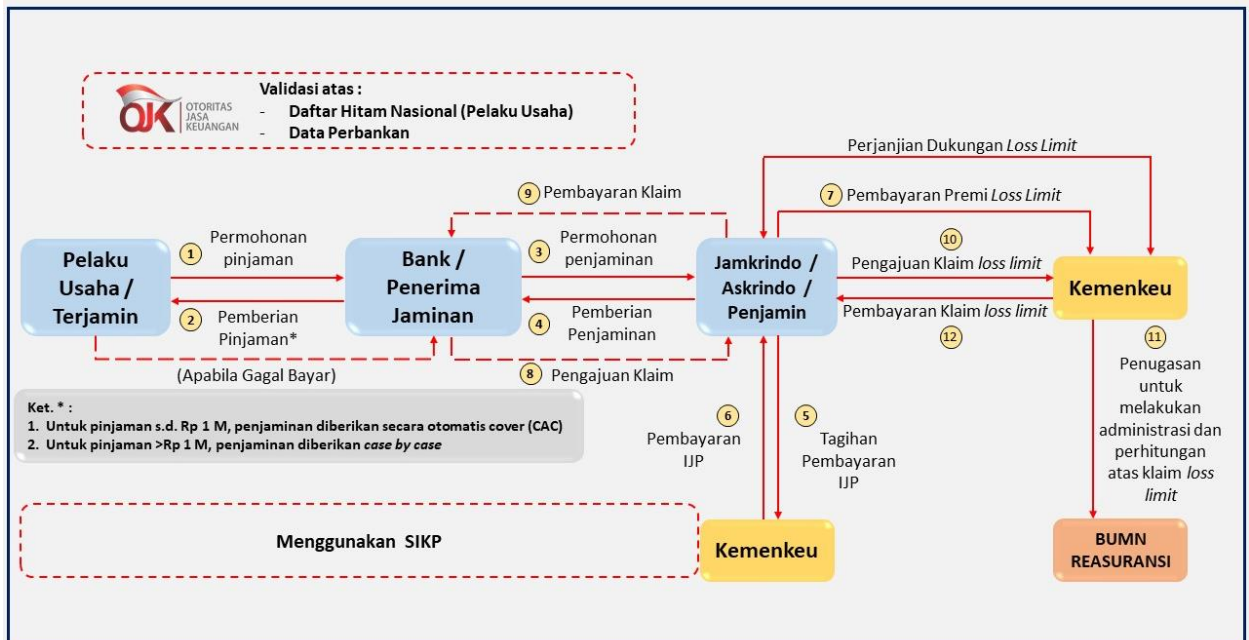 OJK
OTORITAS
JASA
KEUANGAN
Validasi atas :
- Daftar Hitam Nasional (Pelaku Usaha)
- Data Perbankan
Perjanjian Dukungan Loss Limit
9 Pembayaran Klaim
7 Pembayaran Premi Loss Limit
Pelaku
Usaha /
Terjamin
1 Permohonan
pinjaman
2 Pemberian
Pinjaman*
(Apabila Gagal Bayar)
Bank /
Penerima
Jaminan
3 Permohonan
penjaminan
4 Pemberian
Penjaminan
8 Pengajuan Klaim
Jamkrindo /
Askrindo /
Penjamin
10
Pengajuan Klaim loss limit
Pembayaran Klaim loss limit
12
Kemenkeu
11
Penugasan
untuk
melakukan
administrasi dan
perhitungan
atas klaim loss
limit
Ket. * :
1. Untuk pinjaman s.d. Rp 1 M, penjaminan diberikan secara otomatis cover (CAC)
2. Untuk pinjaman >Rp 1 M, penjaminan diberikan case by case
6
Pembayaran
IJP
5
Tagihan
Pembayaran
IJP
Menggunakan SIKP
Kemenkeu
BUMN
REASURANSI